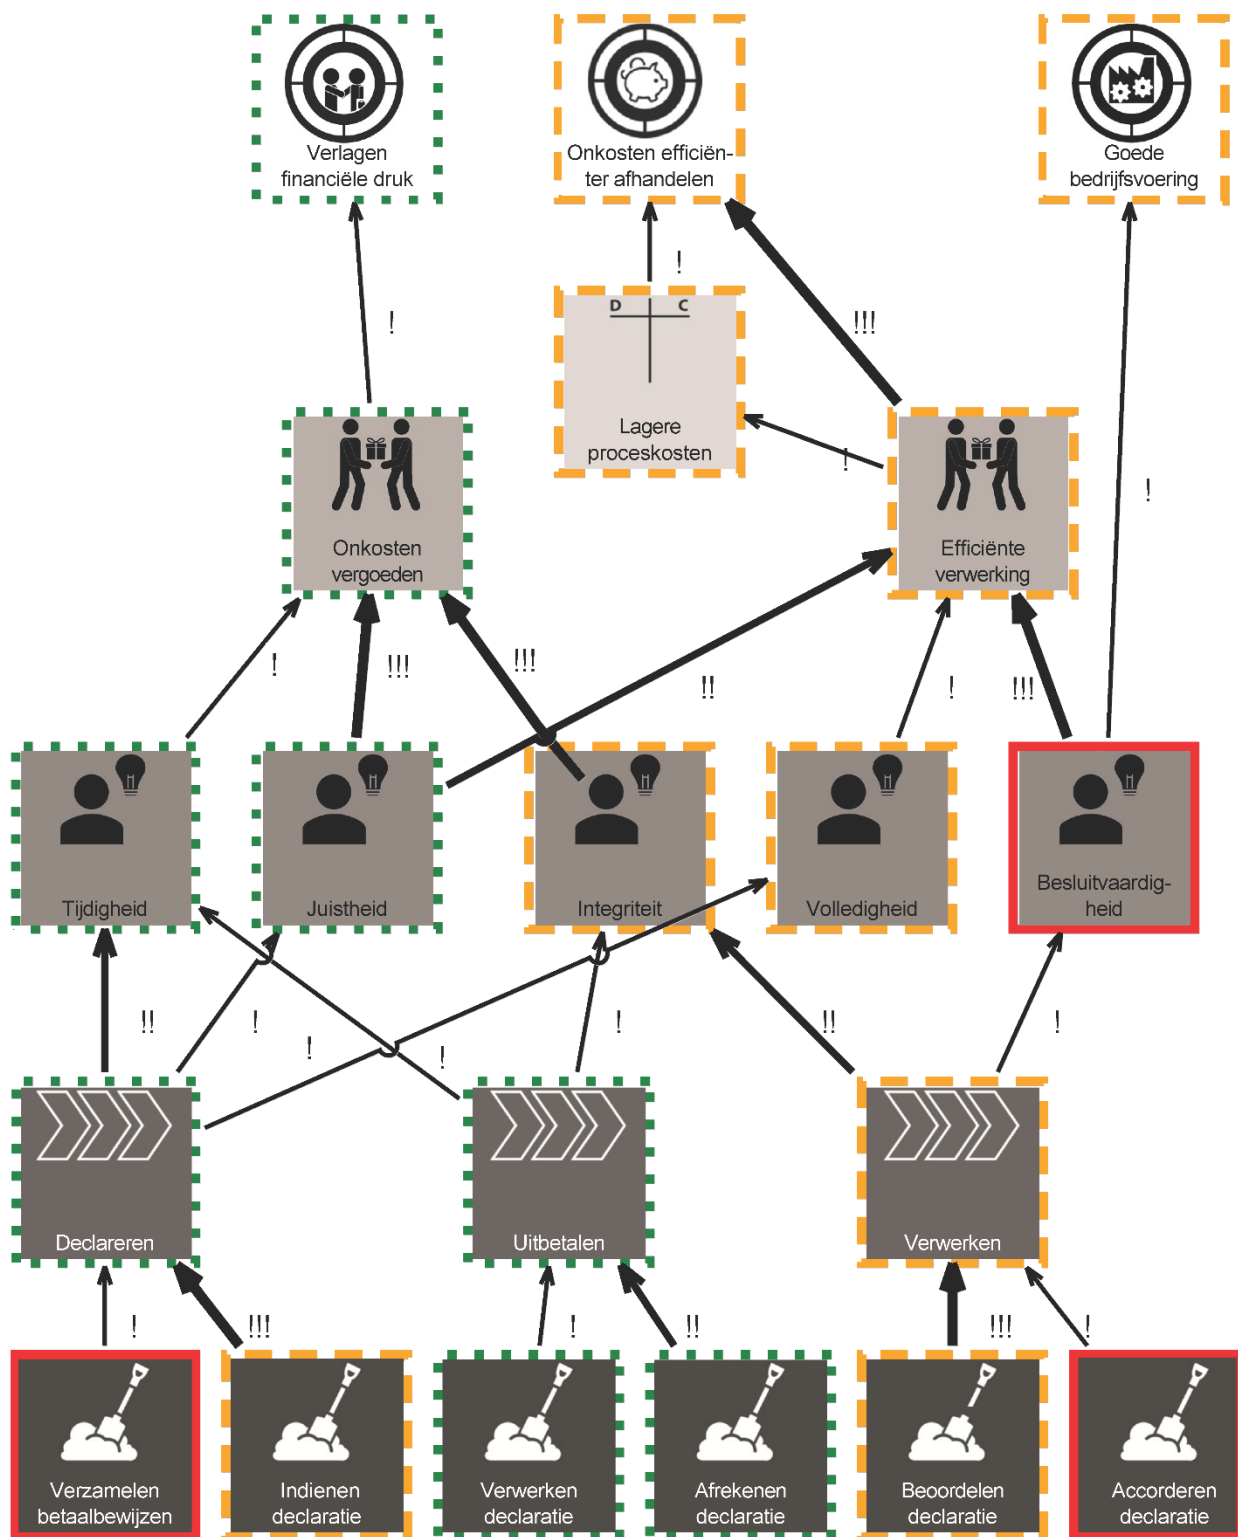 Verlagen
financiële druk
Onkosten efficiën-
ter afhandelen
Goede
bedrijfsvoering
!
!
D C
Lagere
proceskosten
!!!
!
!
Onkosten
vergoeden
Efficiënte
verwerking
!
!!!
!!!
!!
!
!!!
Tijdigheid
Juistheid
Integriteit
Volledigheid
Besluitvaardig-
heid
!!
!
!
!
!
!!
!
Declareren
Uitbetalen
Verwerken
!
!!!
!
!!
!!!
!
Verzamelen
betaalbewijzen
Indienen
declaratie
Verwerken
declaratie
Afrekenen
declaratie
Beoordelen
declaratie
Accorderen
declaratie